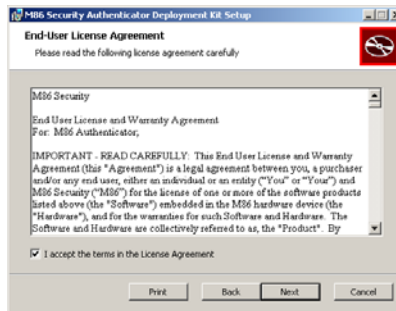 M86 Security Authenticator Deployment Kit Setup
End-User License Agreement
Please read the following license agreement carefully
M86 Security
End User License and Warranty Agreement
For: M86 Authenticator;
IMPORTANT - READ CAREFULLY: This End User License and Warranty
Agreement (this "Agreement") is a legal agreement between you, a purchaser
and/or any end user, either an individual or an entity ("You" or "Your") and
M86 Security ("M86") for the license of one or more of the software products
listed above (the "Software") embedded in the M86 hardware device (the
"Hardware"), and for the warranties for such Software and Hardware. The
Software and Hardware are collectively referred to as, the "Product". By
I accept the terms in the License Agreement
Print
Back
Next
Cancel